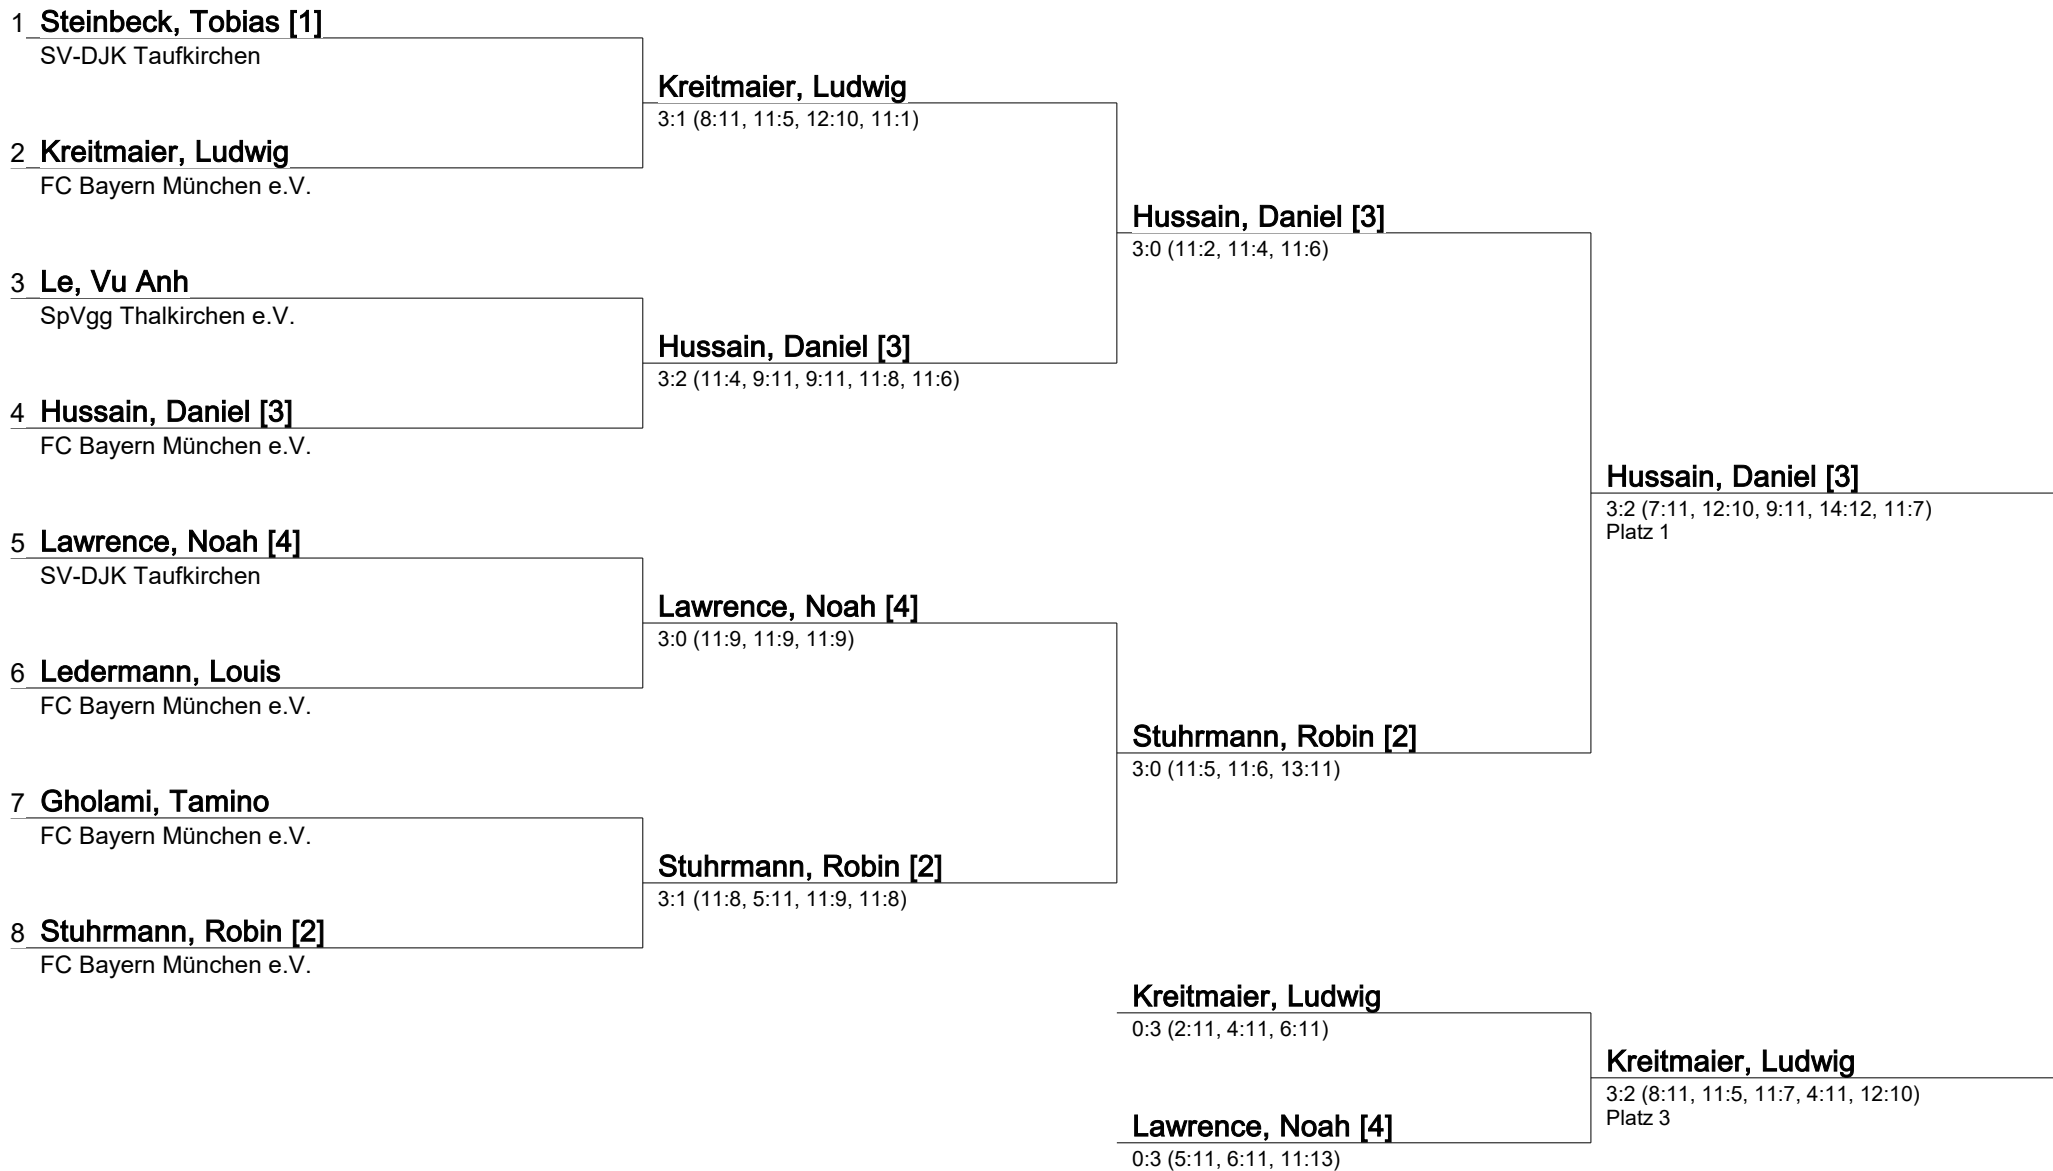 1 Steinbeck, Tobias [1]
SV-DJK Taufkirchen
Kreitmaier, Ludwig
3:1 (8:11, 11:5, 12:10, 11:1)
2 Kreitmaier, Ludwig
FC Bayern München e.V.
Hussain, Daniel [3]
3:0 (11:2, 11:4, 11:6)
3 Le, Vu Anh
SpVgg Thalkirchen e.V.
Hussain, Daniel [3]
3:2 (11:4, 9:11, 9:11, 11:8, 11:6)
4 Hussain, Daniel [3]
FC Bayern München e.V.
Hussain, Daniel [3]
3:2 (7:11, 12:10, 9:11, 14:12, 11:7)
Platz 1
5 Lawrence, Noah [4]
SV-DJK Taufkirchen
Lawrence, Noah [4]
3:0 (11:9, 11:9, 11:9)
6 Ledermann, Louis
FC Bayern München e.V.
Stuhrmann, Robin [2]
3:0 (11:5, 11:6, 13:11)
7 Gholami, Tamino
FC Bayern München e.V.
Stuhrmann, Robin [2]
3:1 (11:8, 5:11, 11:9, 11:8)
8 Stuhrmann, Robin [2]
FC Bayern München e.V.
Kreitmaier, Ludwig
0:3 (2:11, 4:11, 6:11)
Kreitmaier, Ludwig
3:2 (8:11, 11:5, 11:7, 4:11, 12:10)
Platz 3
Lawrence, Noah [4]
0:3 (5:11, 6:11, 11:13)